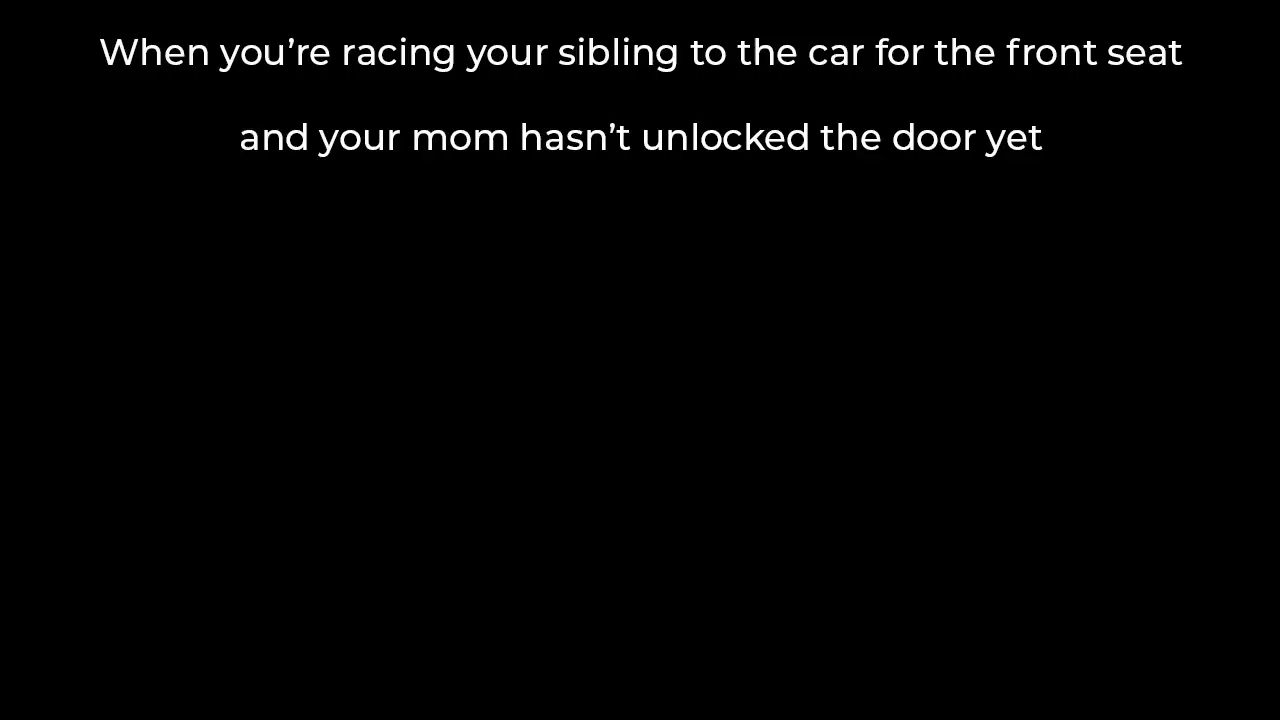 When you’re racing your sibling to the car for the front seat
and your mom hasn’t unlocked the door yet